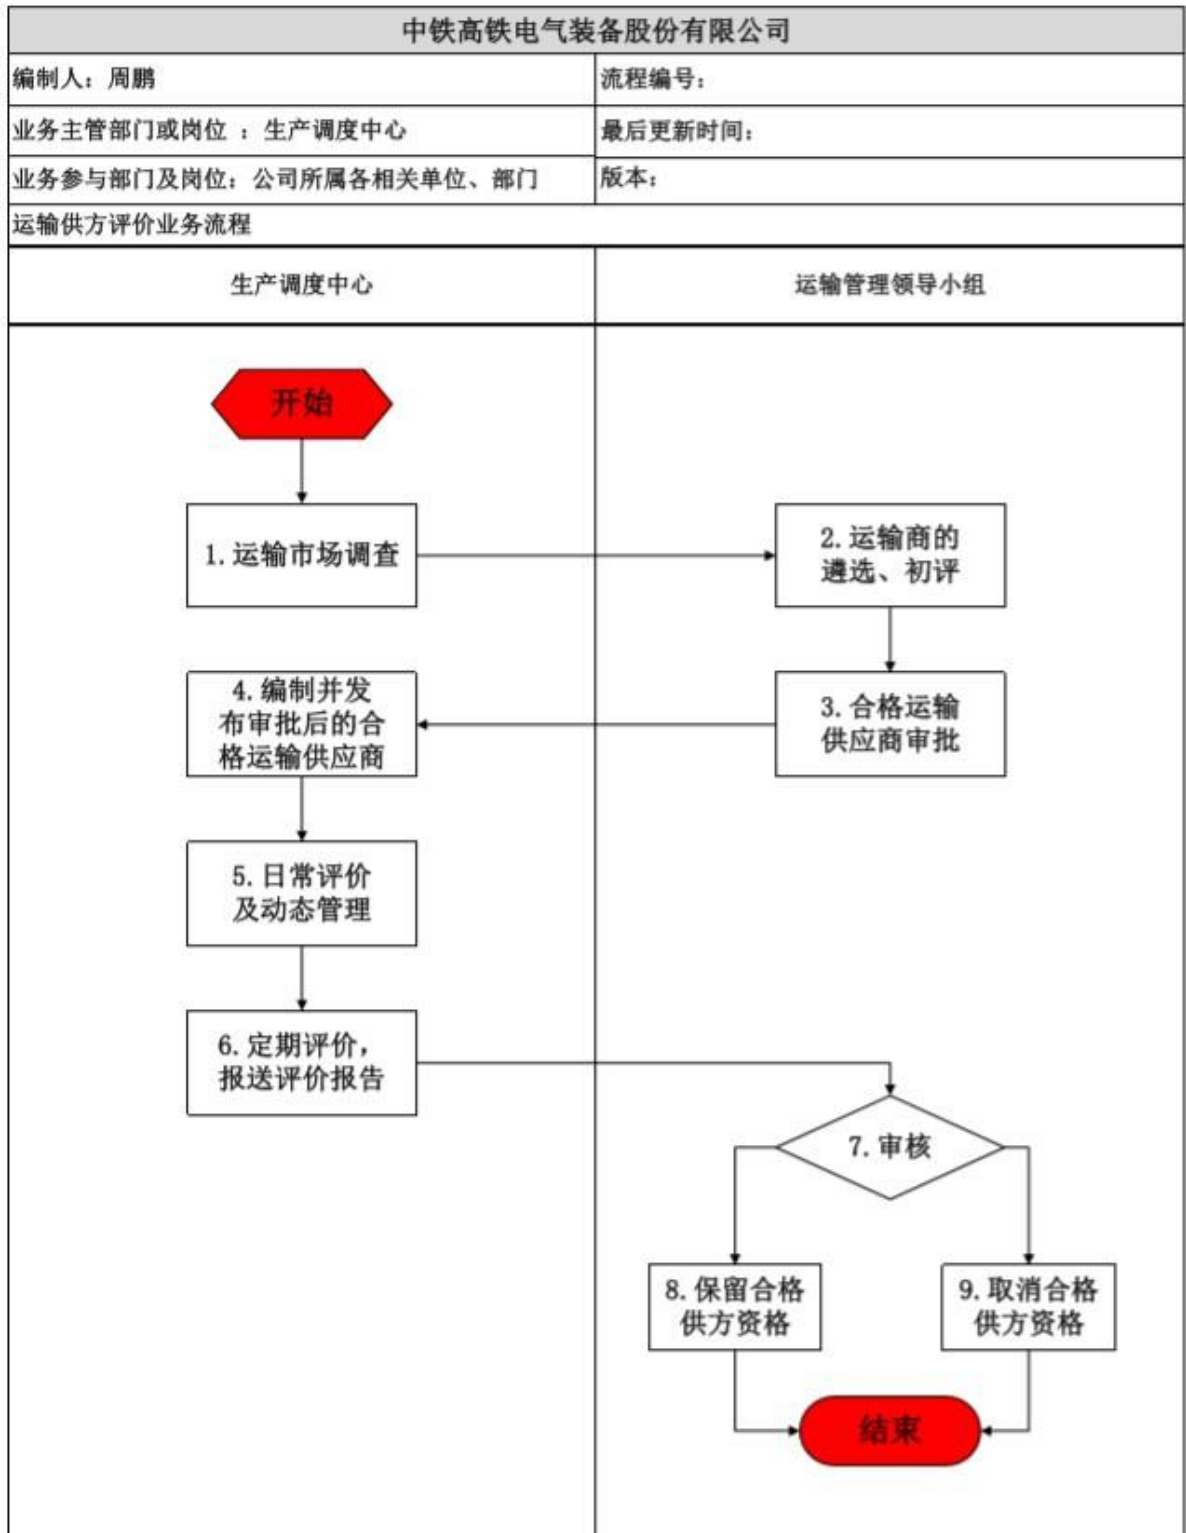 中铁高铁电气装备股份有限公司
编制人：周鹏
流程编号：
业务主管部门或岗位 ：生产调度中心
最后更新时间：
业务参与部门及岗位：公司所属各相关单位、部门
版本：
运输供方评价业务流程
生产调度中心
运输管理领导小组
开始
1.运输市场调查
2.运输商的
遴选、初评
3.合格运输
供应商审批
4.编制并发
布审批后的合
格运输供应商
5.日常评价
及动态管理
6.定期评价，
报送评价报告
7.审核
8.保留合格
供方资格
9.取消合格
供方资格
结束